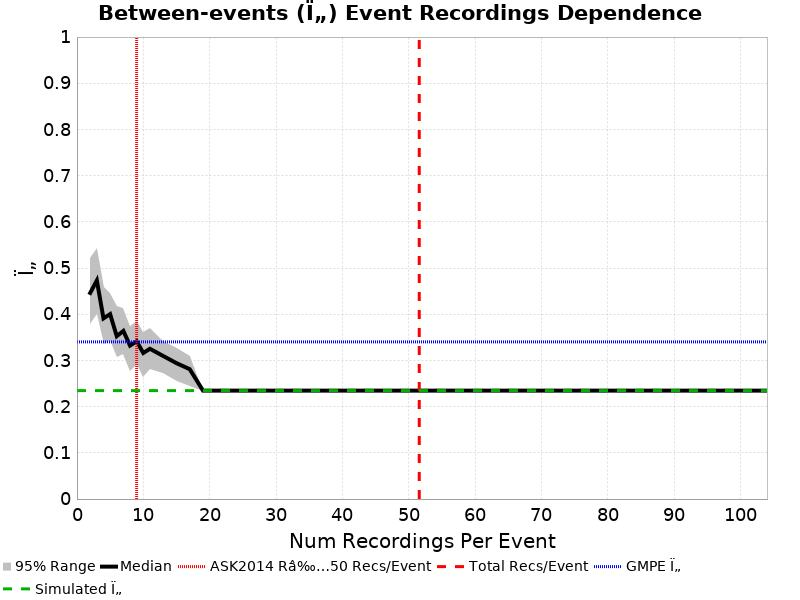 Between-events (Ï„) Event Recordings Dependence
1
0.9
0.8
0.7
0.6
0.5
0.4
0.3
0.2
0.1
0
Ï„
0 10 20 30 40 50 60 70 80 90 100
Num Recordings Per Event
95% Range Median ASK2014 Râ‰…50 Recs/Event Total Recs/Event GMPE Ï„
Simulated Ï„